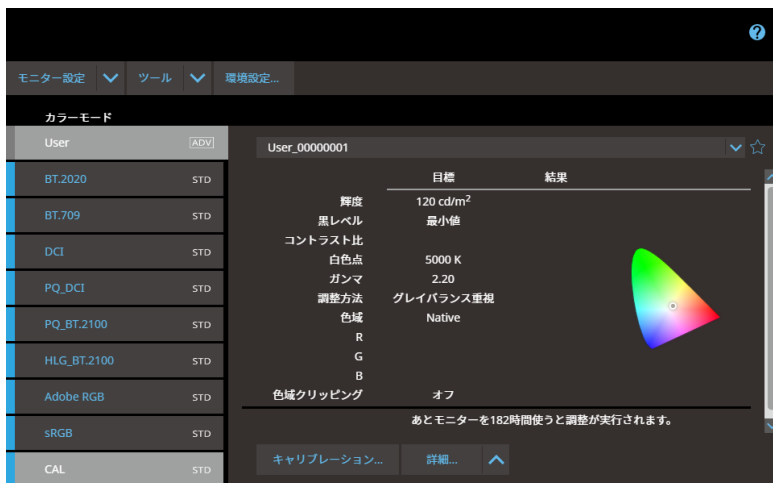 ?
モニター設定 ツール 環境設定...
カラーモード
User ADV
User_00000001
BT.2020 STD
BT.709 STD
DCI STD
PQ_DCI STD
PQ_BT.2100 STD
HLG_BT.2100 STD
Adobe RGB STD
sRGB STD
CAL STD
目標 結果
輝度 120 cd/m²
黒レベル 最小値
コントラスト比
白色点 5000 K
ガンマ 2.20
調整方法 グレイバランス重視
色域 Native
R
G
B
色域クリッピング オフ
あとモニターを182時間使うと調整が実行されます。
キャリブレーション... 詳細...